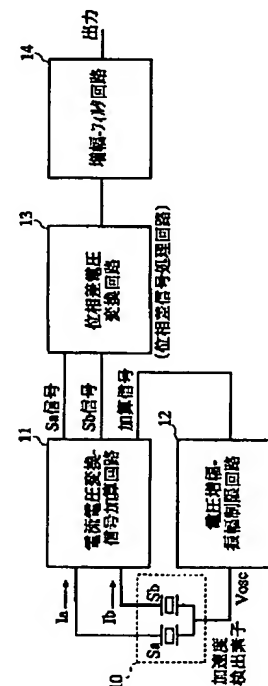 11
電流電圧変換・
信号加算回路
13
位相差電圧
変換回路
(位相差信号処理回路)
14
増幅・フィルタ回路
出力
Sa信号
Sb信号
加算信号
12
電圧増幅・
振幅制限回路
Ia
Ib
10
Sa
Sb
加速度
検出素子
Vosc